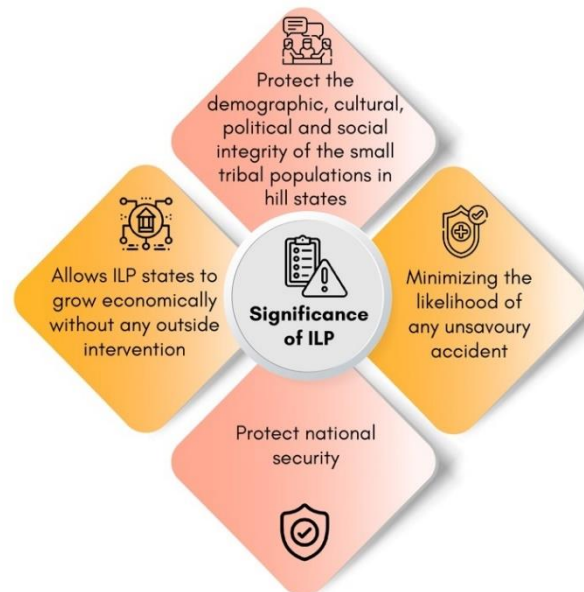 Protect the
demographic, cultural,
political and social
integrity of the small
tribal populations in
hill states
Allows ILP states to
grow economically
without any outside
intervention
Significance
of ILP
Minimizing the
likelihood of
any unsavoury
accident
Protect national
security